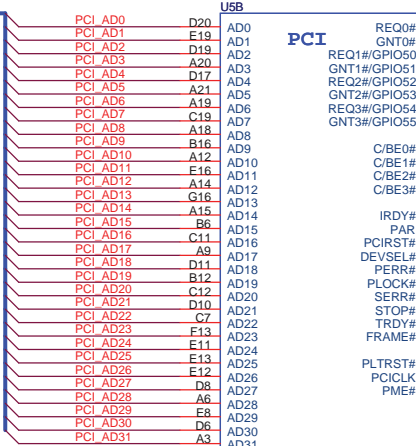 U5B
PCI
PCI_AD0 D20 AD0 REQ0#
PCI_AD1 E19 AD1 GNT0#
PCI_AD2 D19 AD2 REQ1#/GPIO50
PCI_AD3 A20 AD3 GNT1#/GPIO51
PCI_AD4 D17 AD4 REQ2#/GPIO52
PCI_AD5 A21 AD5 GNT2#/GPIO53
PCI_AD6 A19 AD6 REQ3#/GPIO54
PCI_AD7 C19 AD7 GNT3#/GPIO55
PCI_AD8 A18 AD8
PCI_AD9 B16 AD9 C/BE0#
PCI_AD10 A12 AD10 C/BE1#
PCI_AD11 E16 AD11 C/BE2#
PCI_AD12 A14 AD12 C/BE3#
PCI_AD13 G16 AD13
PCI_AD14 A15 AD14 IRDY#
PCI_AD15 B6 AD15 PAR
PCI_AD16 C11 AD16 PCIRST#
PCI_AD17 A9 AD17 DEVSEL#
PCI_AD18 D11 AD18 PERR#
PCI_AD19 B12 AD19 PLOCK#
PCI_AD20 C12 AD20 SERR#
PCI_AD21 D10 AD21 STOP#
PCI_AD22 C7 AD22 TRDY#
PCI_AD23 F13 AD23 FRAME#
PCI_AD24 E11 AD24
PCI_AD25 E13 AD25 PLTRST#
PCI_AD26 E12 AD26 PCICLK
PCI_AD27 D8 AD27 PME#
PCI_AD28 A6 AD28
PCI_AD29 E8 AD29
PCI_AD30 D6 AD30
PCI_AD31 A3 AD31